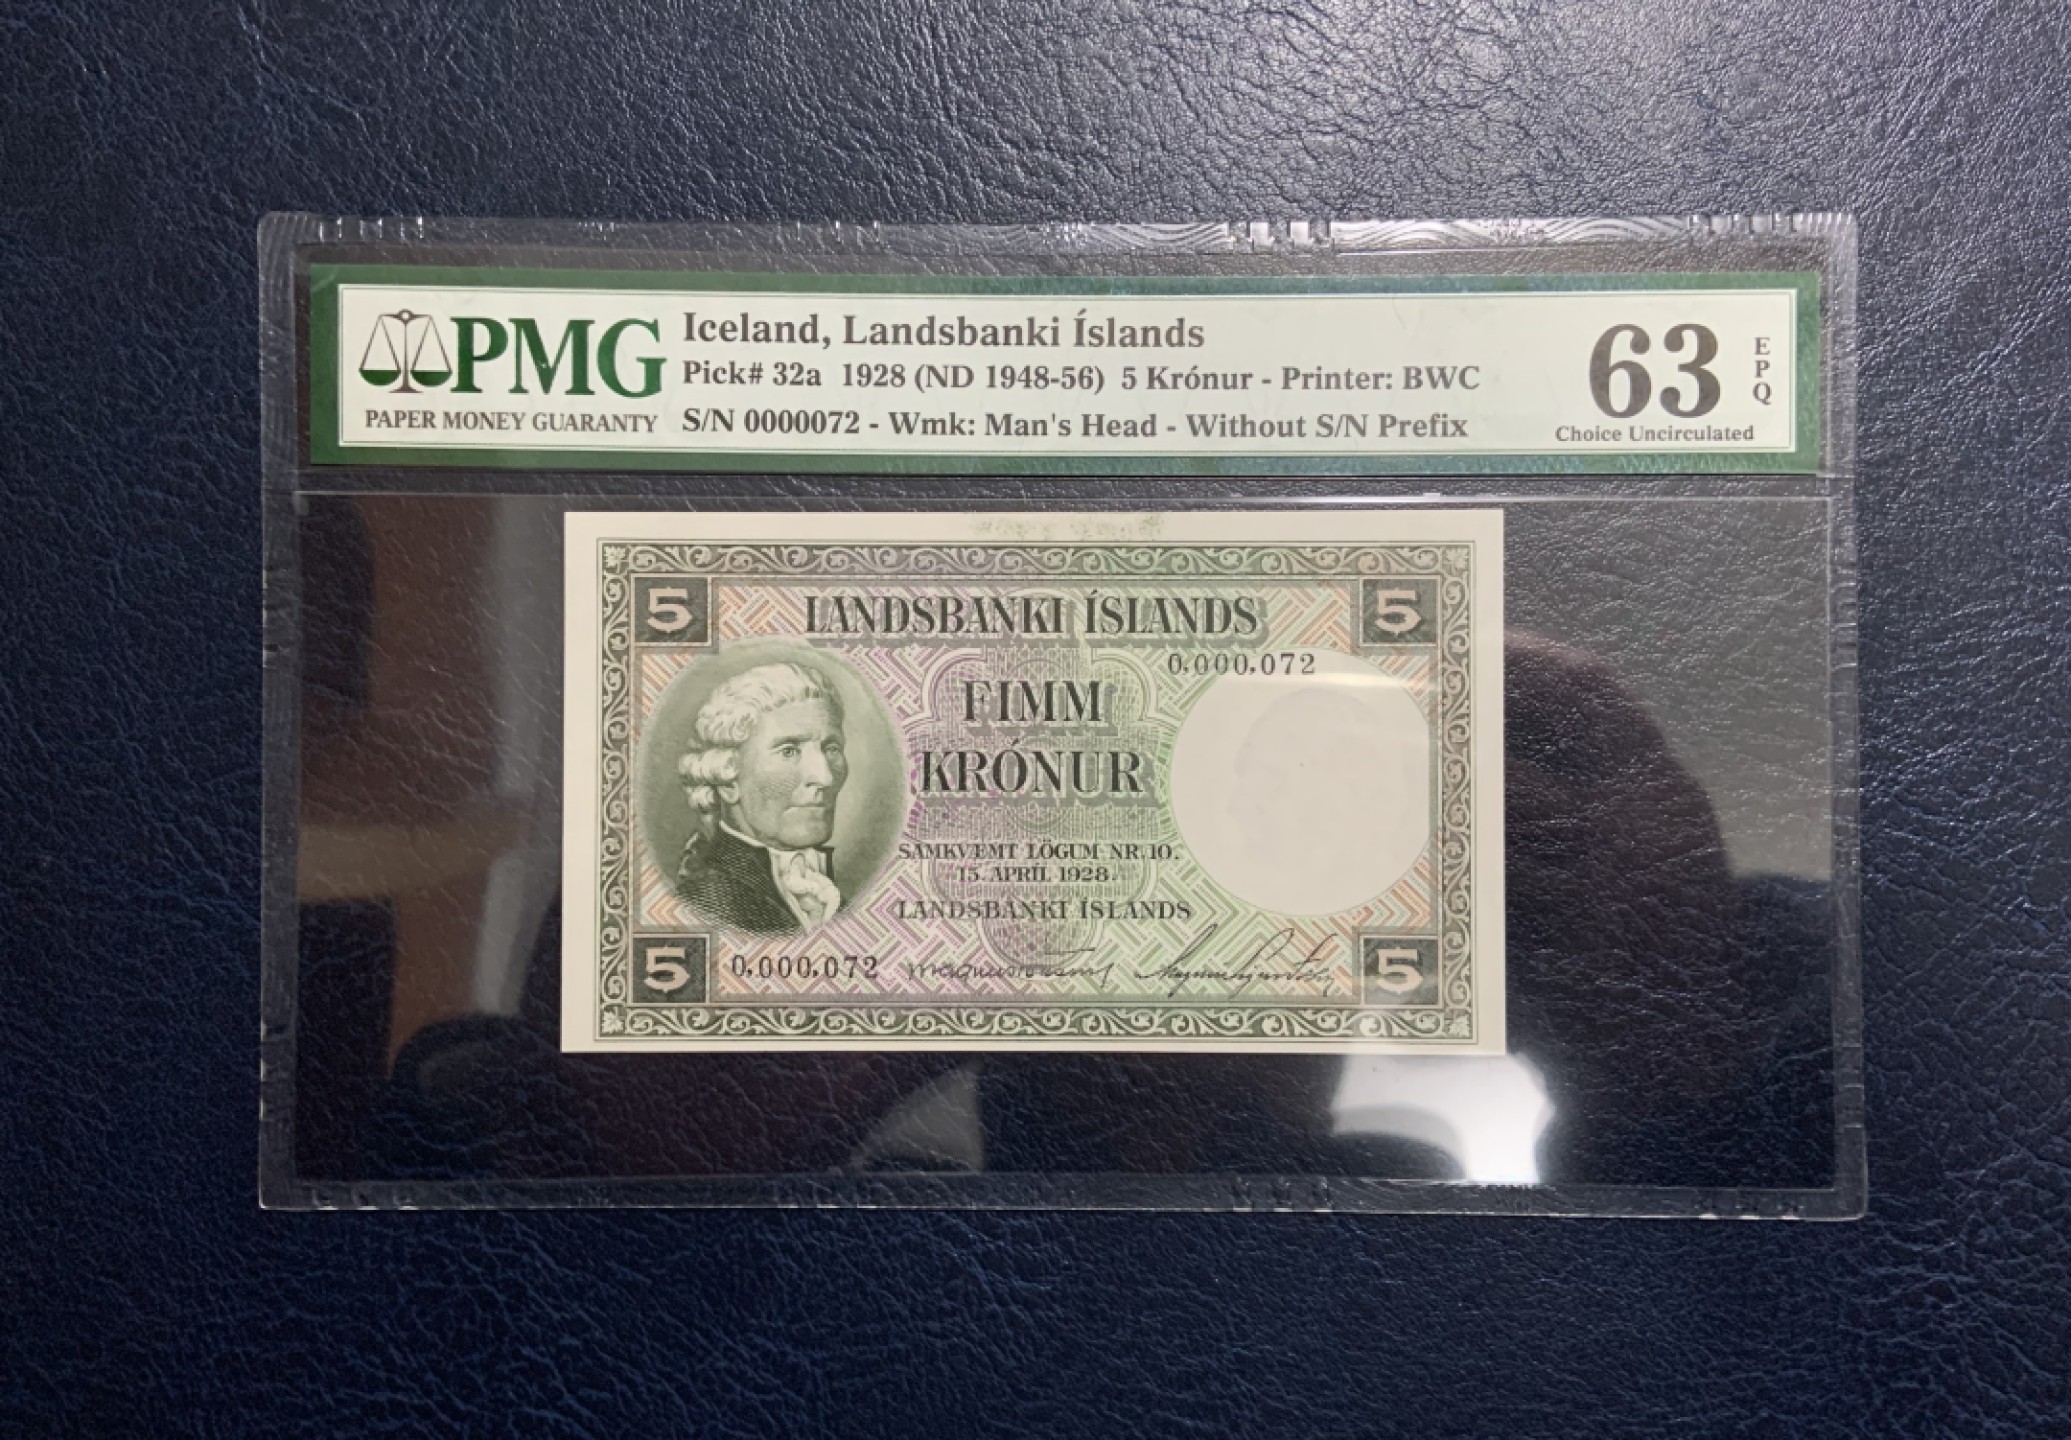 PMG
PAPER MONEY GUARANTY
Iceland, Landsbanki Íslands
Pick# 32a 1928 (ND 1948-56) 5 Krónur - Printer: BWC
S/N 0000072 - Wmk: Man's Head - Without S/N Prefix
63
EPQ
Choice Uncirculated
5
LANDSBANKI ÍSLANDS
5
0,000,072
FIMM
KRÓNUR
SAMKVÆMT LÖGUM NR. 10.
15. APRÍL 1928.
LANDSBANKI ÍSLANDS
5
0,000,072
5